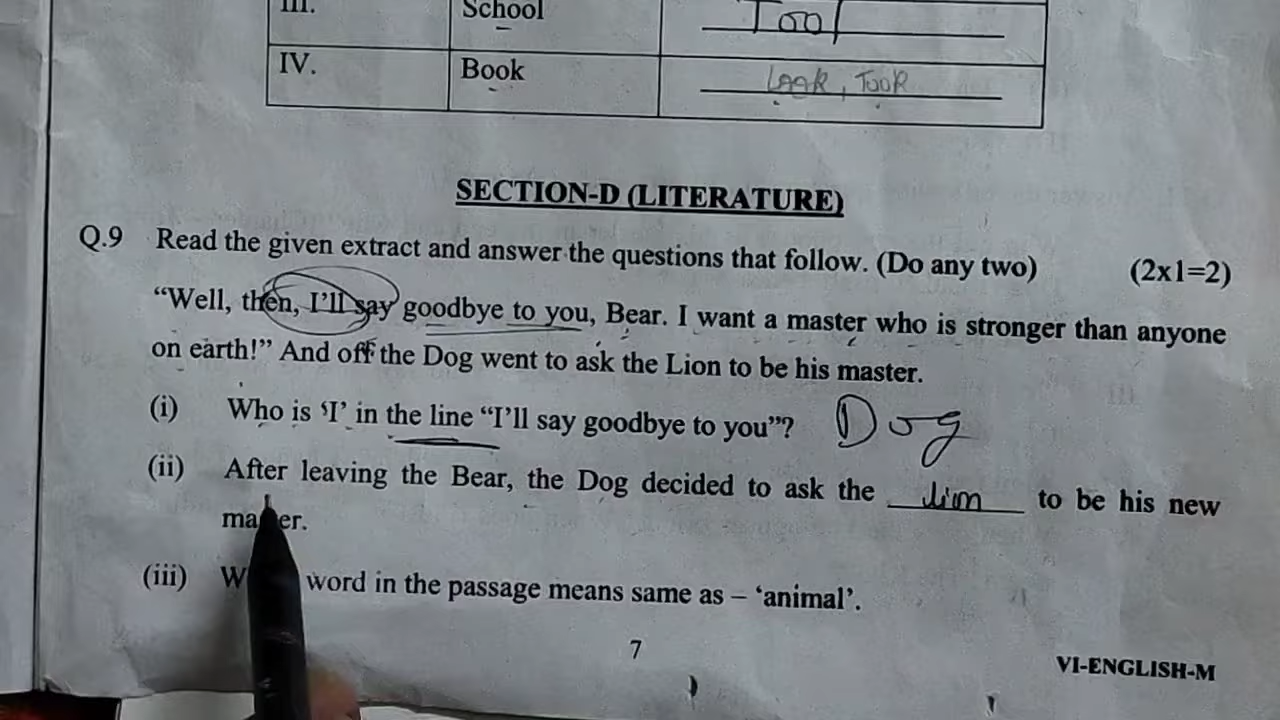 III. School Tool
IV. Book Look, Took
SECTION-D (LITERATURE)
Q.9 Read the given extract and answer the questions that follow. (Do any two) (2x1=2)
“Well, then, I’ll say goodbye to you, Bear. I want a master who is stronger than anyone
on earth!” And off the Dog went to ask the Lion to be his master.
(i) Who is ‘I’ in the line “I’ll say goodbye to you”? Dog
(ii) After leaving the Bear, the Dog decided to ask the lion to be his new
master.
(iii) word in the passage means same as – ‘animal’.
7
VI-ENGLISH-M